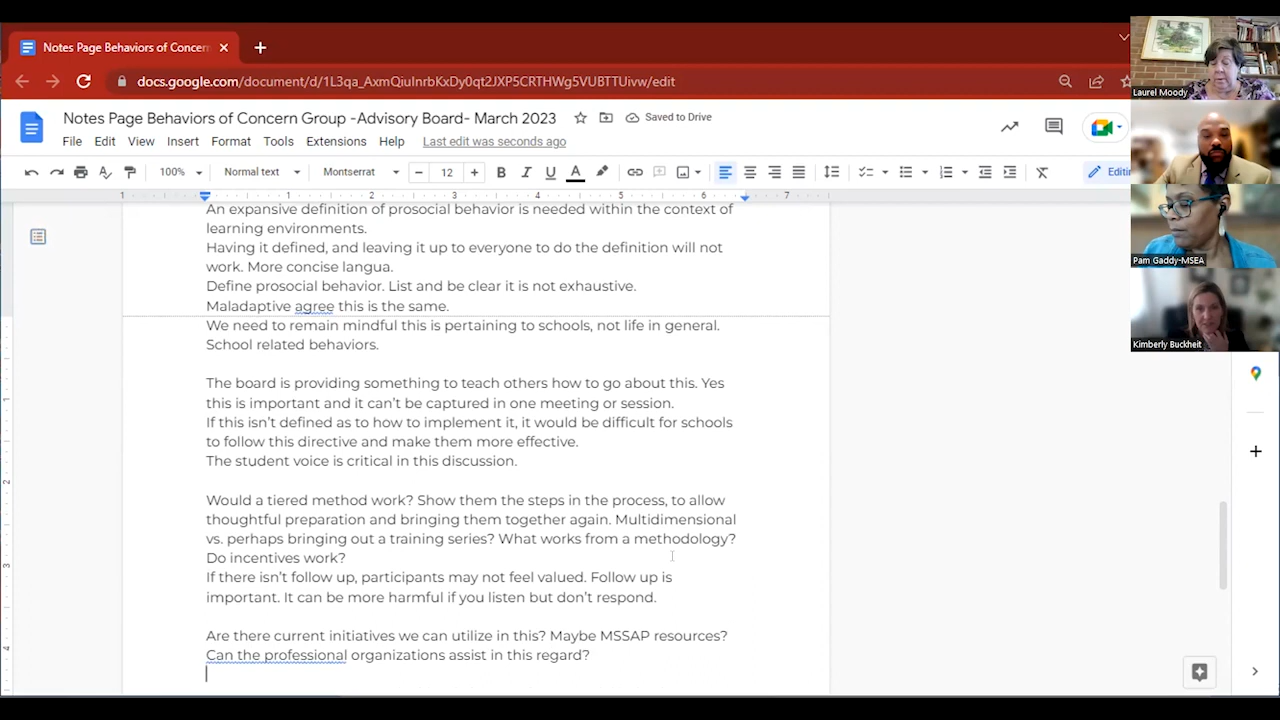 Notes Page Behaviors of Concern
docs.google.com/document/d/1L3qa_AxmQiuInrbKxDy0qt2JXP5CRTHWg5VUBTTUivw/edit
Notes Page Behaviors of Concern Group -Advisory Board- March 2023
Saved to Drive
File Edit View Insert Format Tools Extensions Help Last edit was seconds ago
100% Normal text Montserrat 12 B I U A Editin
1 1 2 3 4 5 6 7
An expansive definition of prosocial behavior is needed within the context of
learning environments.
Having it defined, and leaving it up to everyone to do the definition will not
work. More concise langua.
Define prosocial behavior. List and be clear it is not exhaustive.
Maladaptive agree this is the same.
We need to remain mindful this is pertaining to schools, not life in general.
School related behaviors.
The board is providing something to teach others how to go about this. Yes
this is important and it can’t be captured in one meeting or session.
If this isn’t defined as to how to implement it, it would be difficult for schools
to follow this directive and make them more effective.
The student voice is critical in this discussion.
Would a tiered method work? Show them the steps in the process, to allow
thoughtful preparation and bringing them together again. Multidimensional
vs. perhaps bringing out a training series? What works from a methodology?
Do incentives work?
If there isn’t follow up, participants may not feel valued. Follow up is
important. It can be more harmful if you listen but don’t respond.
Are there current initiatives we can utilize in this? Maybe MSSAP resources?
Can the professional organizations assist in this regard?
1
2
3
4
Laurel Moody
Pam Gaddy-MSEA
Kimberly Buckheit